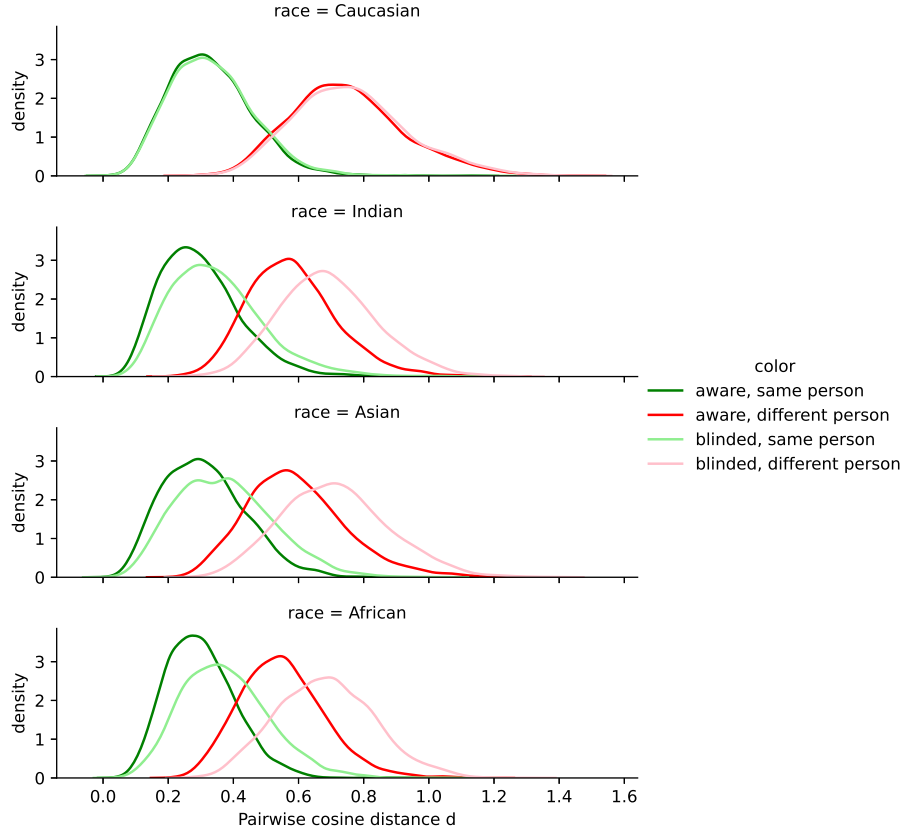 race = Caucasian
density
3
2
1
0
race = Indian
density
3
2
1
0
race = Asian
density
3
2
1
0
race = African
density
3
2
1
0
0.0 0.2 0.4 0.6 0.8 1.0 1.2 1.4 1.6
Pairwise cosine distance d
color
aware, same person
aware, different person
blinded, same person
blinded, different person